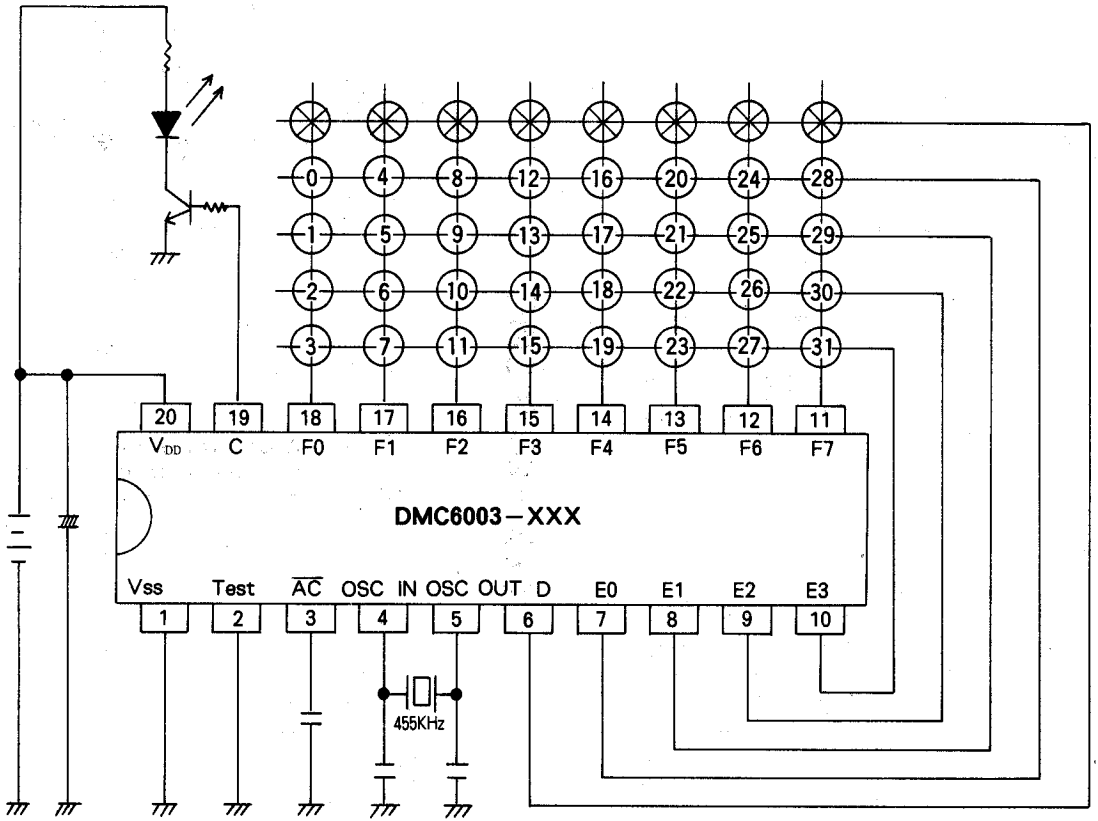 0 4 8 12 16 20 24 28
1 5 9 13 17 21 25 29
2 6 10 14 18 22 26 30
3 7 11 15 19 23 27 31
20 19 18 17 16 15 14 13 12 11
VDD C F0 F1 F2 F3 F4 F5 F6 F7
DMC6003-XXX
Vss Test A̅C̅ OSC IN OSC OUT D E0 E1 E2 E3
1 2 3 4 5 6 7 8 9 10
455KHz